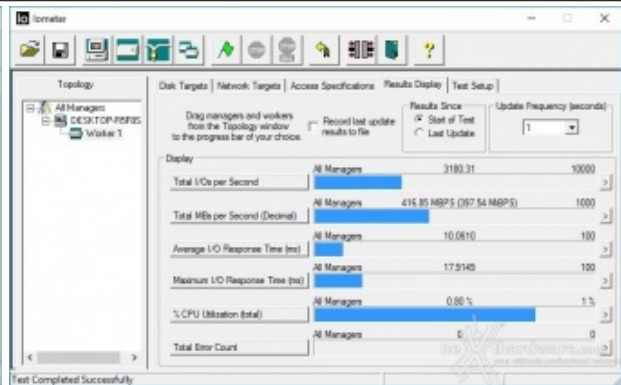 Iometer
Topology
All Managers
Worker 1
Disk Targets Network Targets Access Specifications Results Display Test Setup
Drag managers and workers
from the Topology window
to the progress bar of your choice.
Record last update
results to file
Results Since
Start of Test
Last Update
Update Frequency (seconds)
1
Display
All Managers 3180.31 10000
Total I/Os per Second
All Managers 416.85 MBPS (397.54 MiBPS) 1000
Total MBs per Second (Decimal)
All Managers 10.0610 100
Average I/O Response Time (ms)
All Managers 17.9149 100
Maximum I/O Response Time (ms)
All Managers 0.80 % 1 %
% CPU Utilization (total)
All Managers 0 0
Total Error Count
Test Completed Successfully